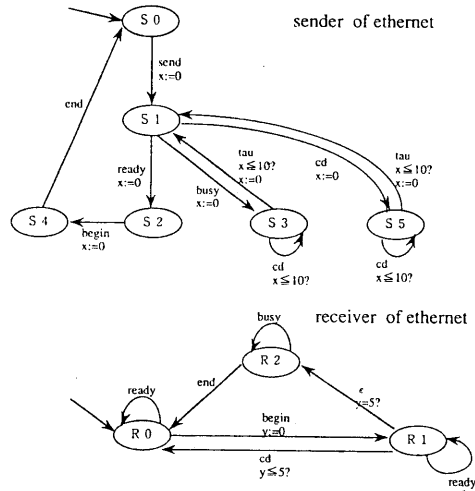 sender of ethernet
S 0
send
x:=0
end
S 1
ready
x:=0
busy
x:=0
tau
x≦10?
x:=0
cd
x:=0
tau
x≦10?
x:=0
S 4
begin
x:=0
S 2
S 3
S 5
cd
x≦10?
cd
x≦10?
receiver of ethernet
busy
R 2
end
ε
y=5?
ready
R 0
begin
y:=0
R 1
cd
y≦5?
ready